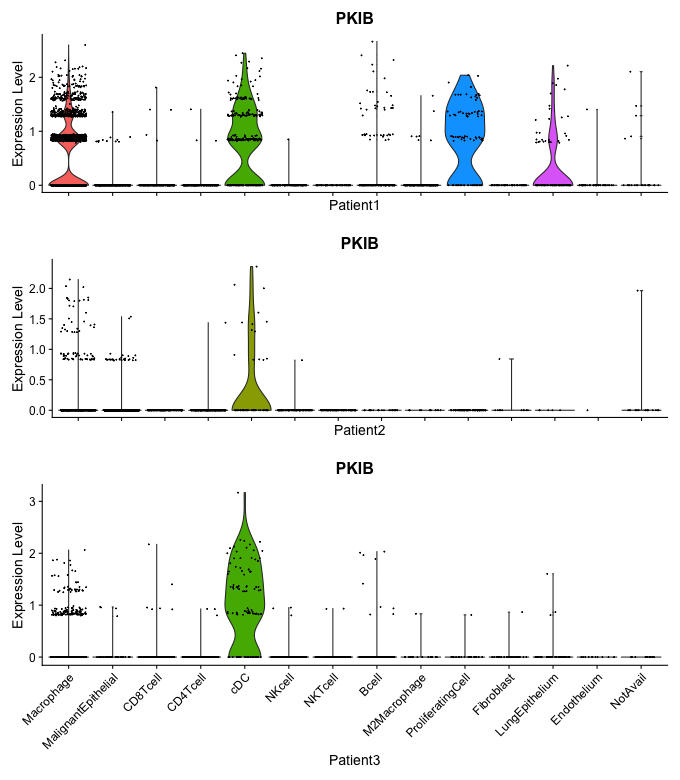 PKIB
Expression Level
2
1
0
Patient1
PKIB
Expression Level
2.0
1.5
1.0
0.5
0.0
Patient2
PKIB
Expression Level
3
2
1
0
Macrophage
MalignantEpithelial
CD8Tcell
CD4Tcell
cDC
NKcell
NKTcell
Bcell
M2Macrophage
ProliferatingCell
Fibroblast
LungEpithelium
Endothelium
NotAvail
Patient3